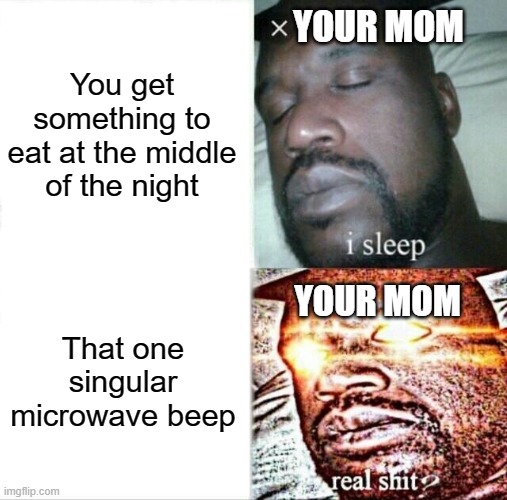 You get
something to
eat at the middle
of the night
× YOUR MOM
i sleep
That one
singular
microwave beep
YOUR MOM
real shit?
imgflip.com